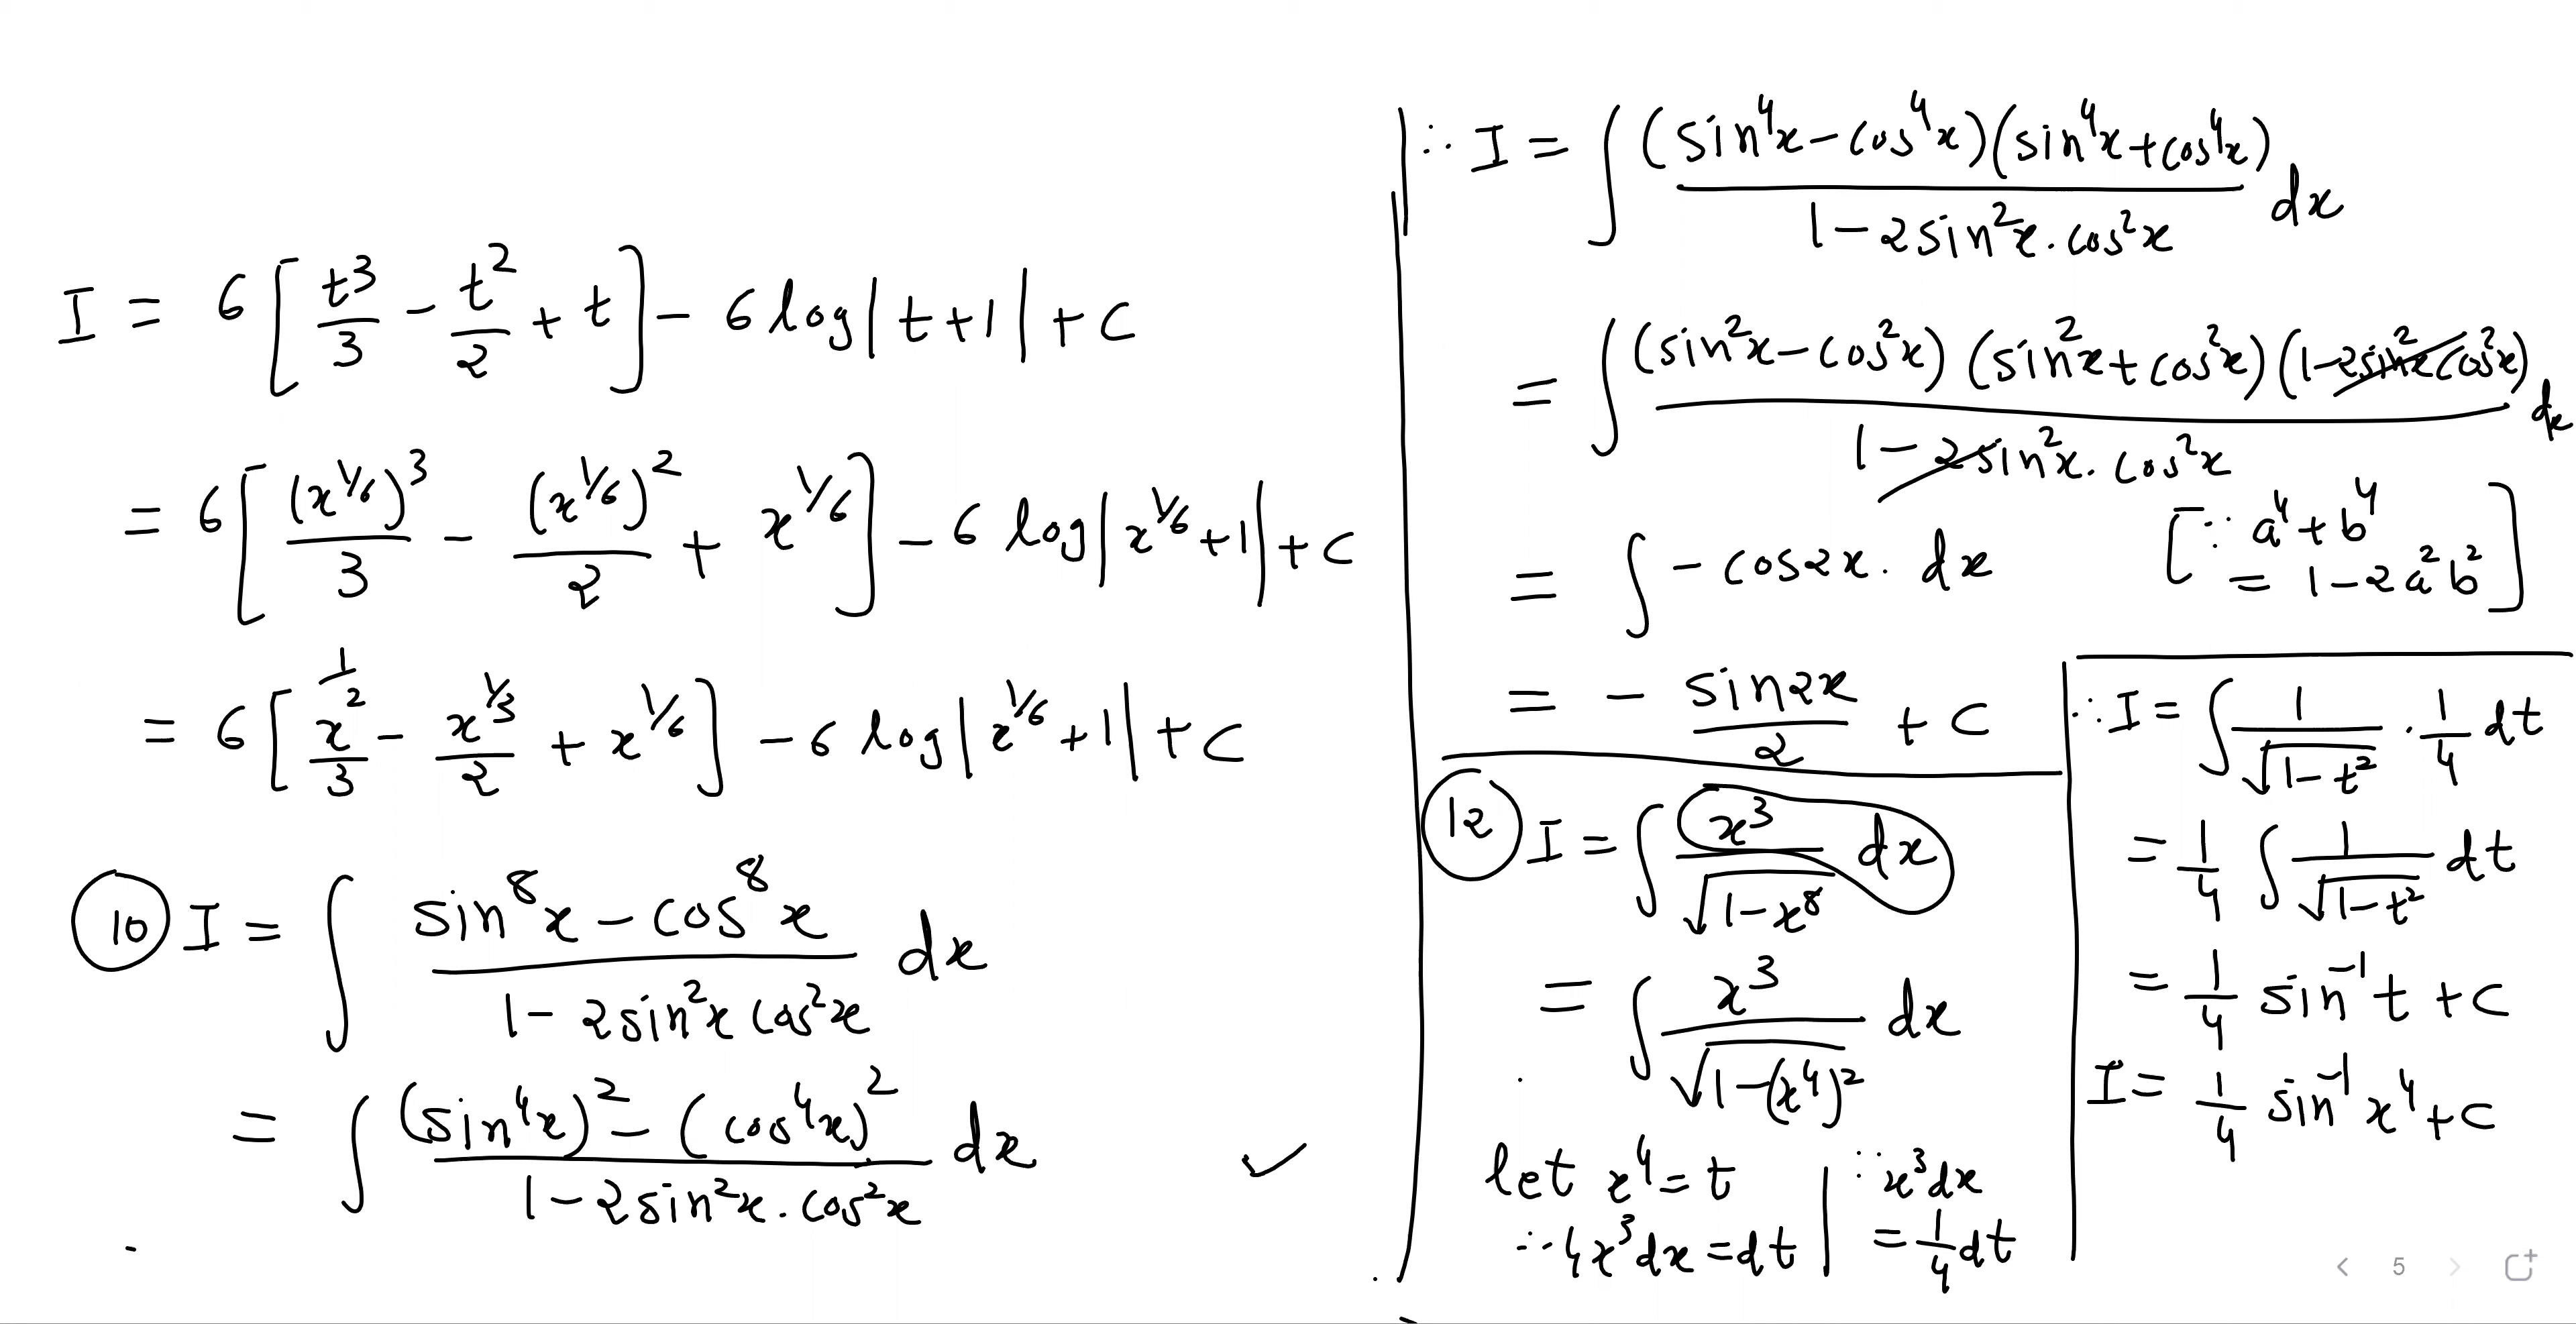 I = 6[t³/3 − t²/2 + t] − 6 log|t+1| + C
= 6[(x^1/6)³/3 − (x^1/6)²/2 + x^1/6] − 6 log|x^1/6 + 1| + C
= 6[x^1/2/3 − x^1/3/2 + x^1/6] − 6 log|x^1/6 + 1| + C
10 I = ∫ (sin⁸x − cos⁸x)/(1 − 2sin²x cos²x) dx
= ∫ ((sin⁴x)² − (cos⁴x)²)/(1 − 2sin²x . cos²x) dx ✓
∴ I = ∫ (sin⁴x − cos⁴x)(sin⁴x + cos⁴x)/(1 − 2sin²x . cos²x) dx
= ∫ (sin²x − cos²x)(sin²x + cos²x)(1 − 2sin²x cos²x)/(1 − 2sin²x . cos²x) dx
= ∫ − cos2x . dx [∵ a⁴ + b⁴
= 1 − 2a²b²]
= − sin2x/2 + C
12 I = ∫ x³/√(1 − x⁸) dx
= ∫ x³/√(1 − (x⁴)²) dx
let x⁴ = t
∴ 4x³dx = dt
∵ x³dx
= 1/4 dt
∴ I = ∫ 1/√(1 − t²) . 1/4 dt
= 1/4 ∫ 1/√(1 − t²) dt
= 1/4 sin⁻¹ t + C
I = 1/4 sin⁻¹ x⁴ + C
< 5 >